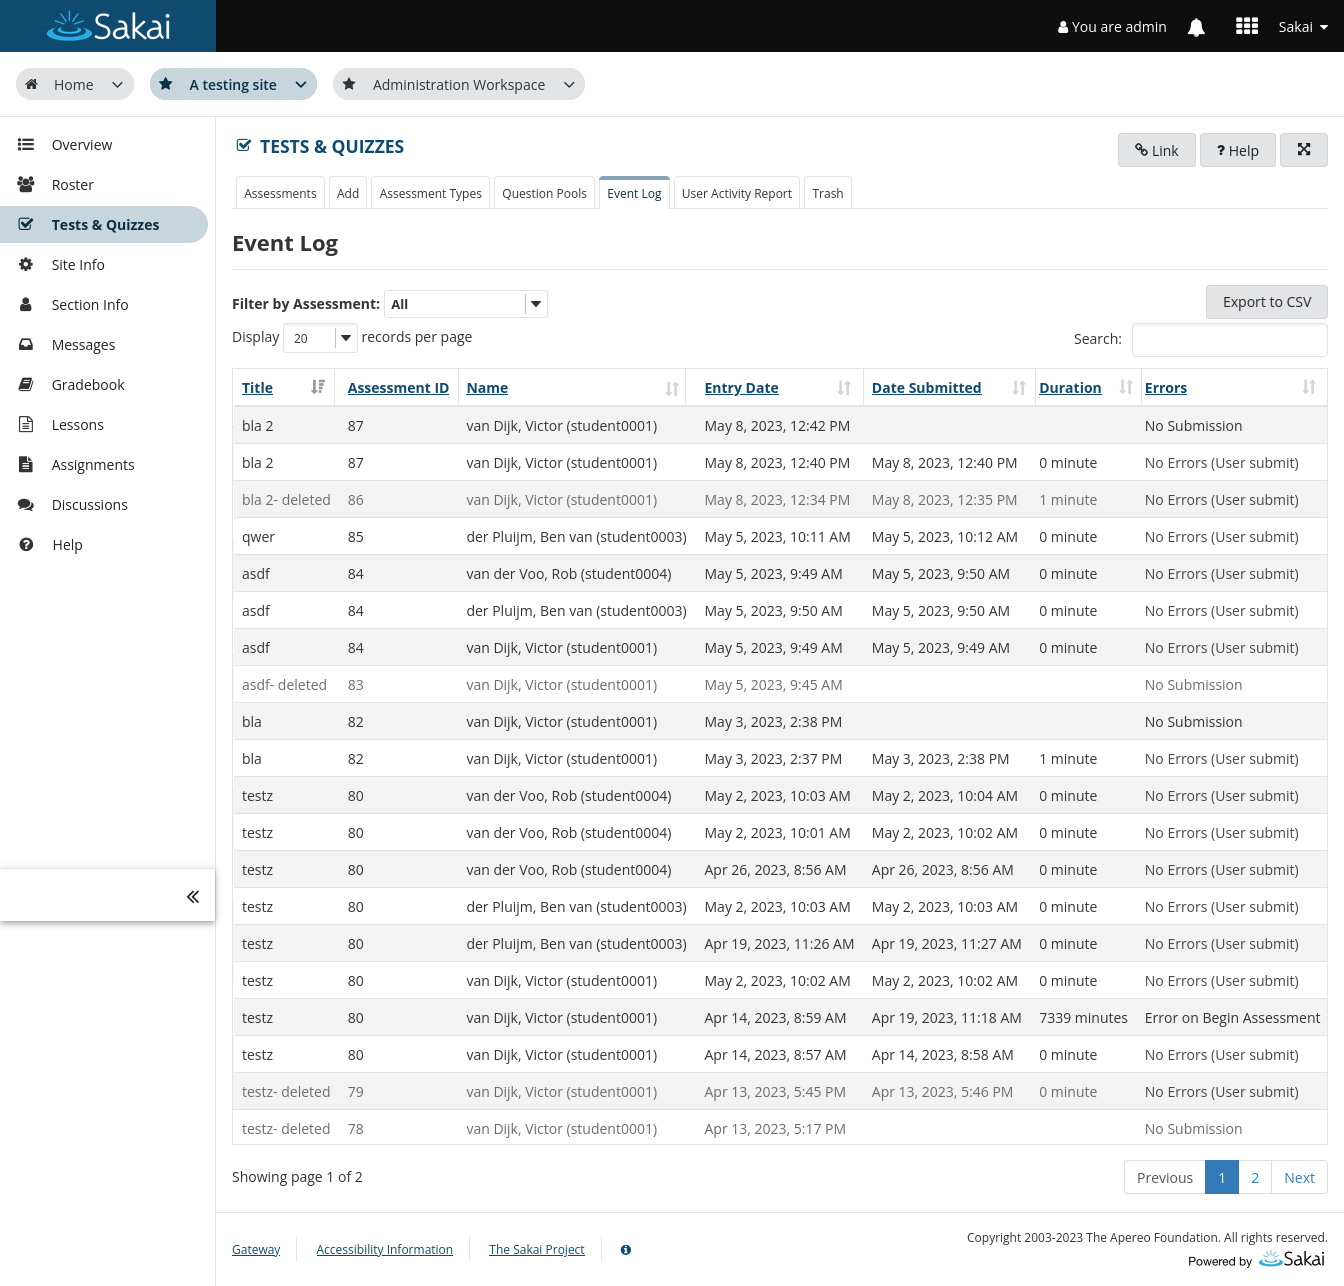 Sakai You are admin Sakai
Home A testing site Administration Workspace
Overview
Roster
Tests & Quizzes
Site Info
Section Info
Messages
Gradebook
Lessons
Assignments
Discussions
Help
TESTS & QUIZZES Link ? Help
Assessments Add Assessment Types Question Pools Event Log User Activity Report Trash
Event Log
Filter by Assessment: All Export to CSV
Display 20 records per page Search:
Title Assessment ID Name Entry Date Date Submitted Duration Errors
bla 2 87 van Dijk, Victor (student0001) May 8, 2023, 12:42 PM No Submission
bla 2 87 van Dijk, Victor (student0001) May 8, 2023, 12:40 PM May 8, 2023, 12:40 PM 0 minute No Errors (User submit)
bla 2- deleted 86 van Dijk, Victor (student0001) May 8, 2023, 12:34 PM May 8, 2023, 12:35 PM 1 minute No Errors (User submit)
qwer 85 der Pluijm, Ben van (student0003) May 5, 2023, 10:11 AM May 5, 2023, 10:12 AM 0 minute No Errors (User submit)
asdf 84 van der Voo, Rob (student0004) May 5, 2023, 9:49 AM May 5, 2023, 9:50 AM 0 minute No Errors (User submit)
asdf 84 der Pluijm, Ben van (student0003) May 5, 2023, 9:50 AM May 5, 2023, 9:50 AM 0 minute No Errors (User submit)
asdf 84 van Dijk, Victor (student0001) May 5, 2023, 9:49 AM May 5, 2023, 9:49 AM 0 minute No Errors (User submit)
asdf- deleted 83 van Dijk, Victor (student0001) May 5, 2023, 9:45 AM No Submission
bla 82 van Dijk, Victor (student0001) May 3, 2023, 2:38 PM No Submission
bla 82 van Dijk, Victor (student0001) May 3, 2023, 2:37 PM May 3, 2023, 2:38 PM 1 minute No Errors (User submit)
testz 80 van der Voo, Rob (student0004) May 2, 2023, 10:03 AM May 2, 2023, 10:04 AM 0 minute No Errors (User submit)
testz 80 van der Voo, Rob (student0004) May 2, 2023, 10:01 AM May 2, 2023, 10:02 AM 0 minute No Errors (User submit)
testz 80 van der Voo, Rob (student0004) Apr 26, 2023, 8:56 AM Apr 26, 2023, 8:56 AM 0 minute No Errors (User submit)
testz 80 der Pluijm, Ben van (student0003) May 2, 2023, 10:03 AM May 2, 2023, 10:03 AM 0 minute No Errors (User submit)
testz 80 der Pluijm, Ben van (student0003) Apr 19, 2023, 11:26 AM Apr 19, 2023, 11:27 AM 0 minute No Errors (User submit)
testz 80 van Dijk, Victor (student0001) May 2, 2023, 10:02 AM May 2, 2023, 10:02 AM 0 minute No Errors (User submit)
testz 80 van Dijk, Victor (student0001) Apr 14, 2023, 8:59 AM Apr 19, 2023, 11:18 AM 7339 minutes Error on Begin Assessment
testz 80 van Dijk, Victor (student0001) Apr 14, 2023, 8:57 AM Apr 14, 2023, 8:58 AM 0 minute No Errors (User submit)
testz- deleted 79 van Dijk, Victor (student0001) Apr 13, 2023, 5:45 PM Apr 13, 2023, 5:46 PM 0 minute No Errors (User submit)
testz- deleted 78 van Dijk, Victor (student0001) Apr 13, 2023, 5:17 PM No Submission
Showing page 1 of 2 Previous 1 2 Next
Gateway Accessibility Information The Sakai Project
Copyright 2003-2023 The Apereo Foundation. All rights reserved.
Powered by Sakai